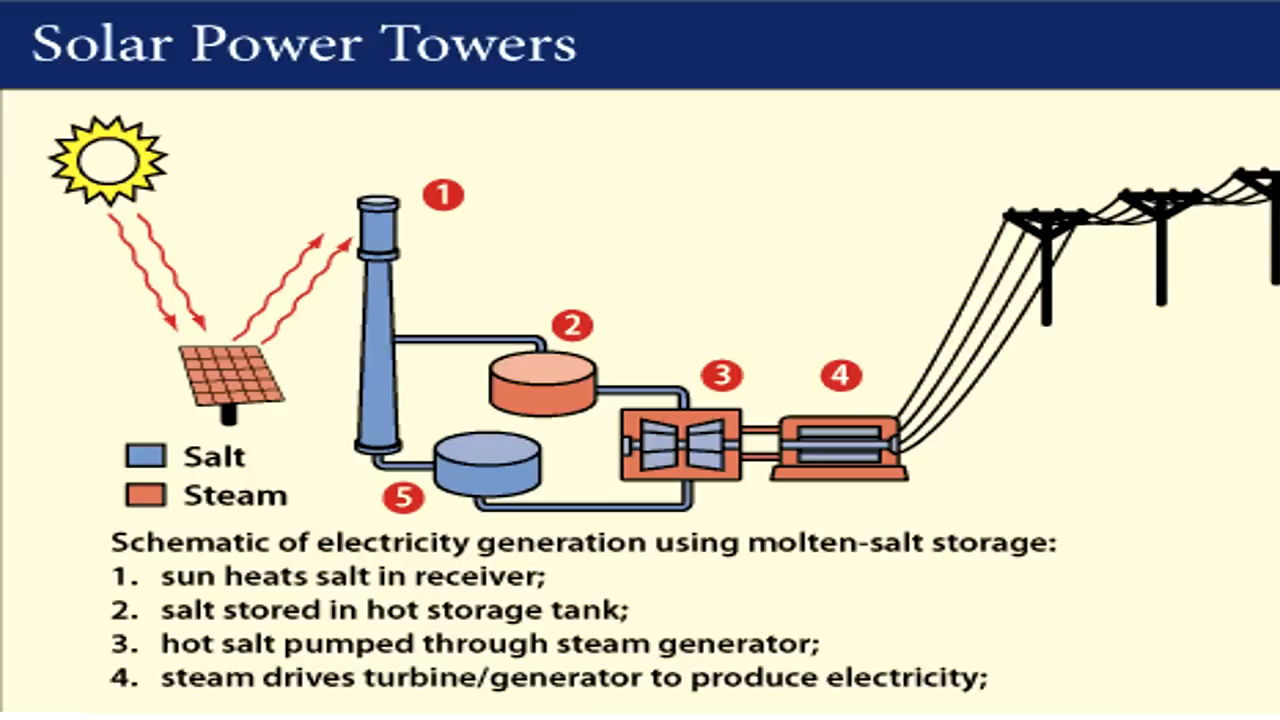 Solar Power Towers
1
2
3
4
5
Salt
Steam
Schematic of electricity generation using molten-salt storage:
1. sun heats salt in receiver;
2. salt stored in hot storage tank;
3. hot salt pumped through steam generator;
4. steam drives turbine/generator to produce electricity;